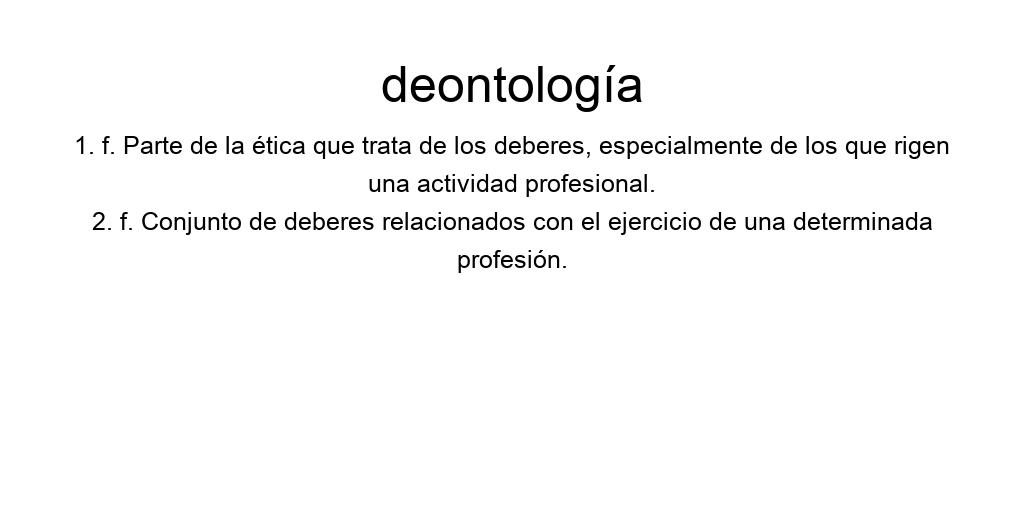 deontología
1. f. Parte de la ética que trata de los deberes, especialmente de los que rigen
una actividad profesional.
2. f. Conjunto de deberes relacionados con el ejercicio de una determinada
profesión.